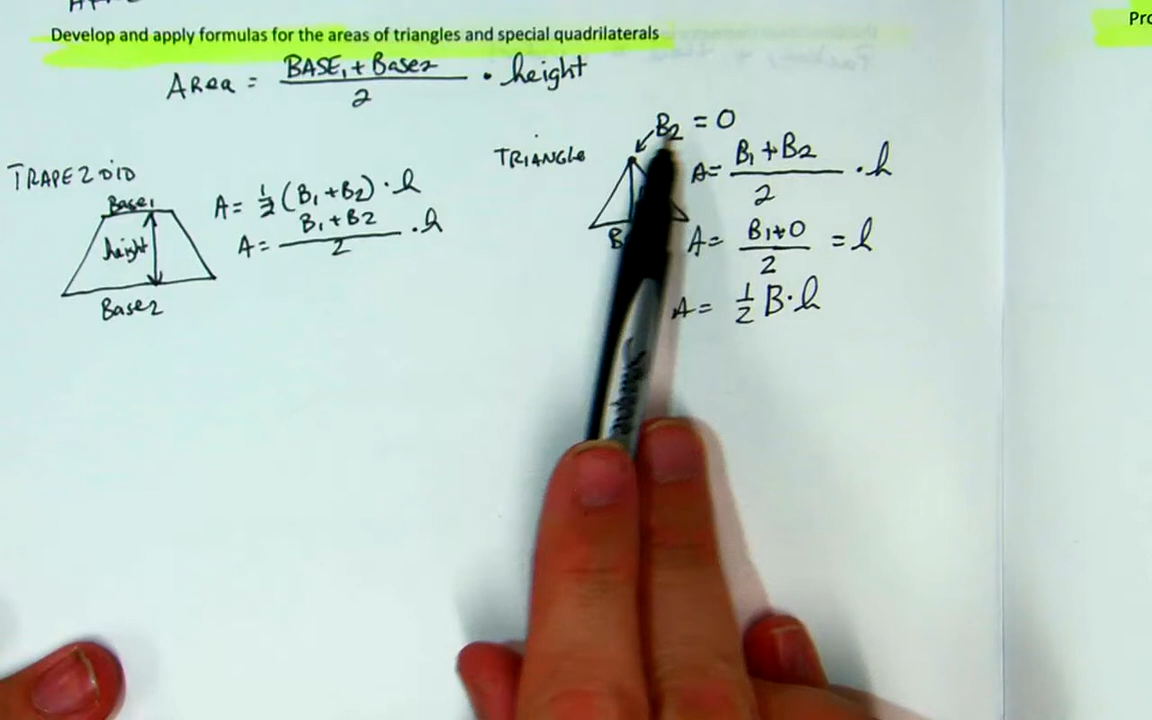 Develop and apply formulas for the areas of triangles and special quadrilaterals
Pro
AREA = BASE1 + Base2 / 2 · height
TRAPEZOID
Base1
height
Base2
A = 1/2 (B1 + B2) · h
A = B1 + B2 / 2 · h
TRIANGLE
B2 = 0
B
A = B1 + B2 / 2 · h
A = B1 + 0 / 2 = h
A = 1/2 B · h